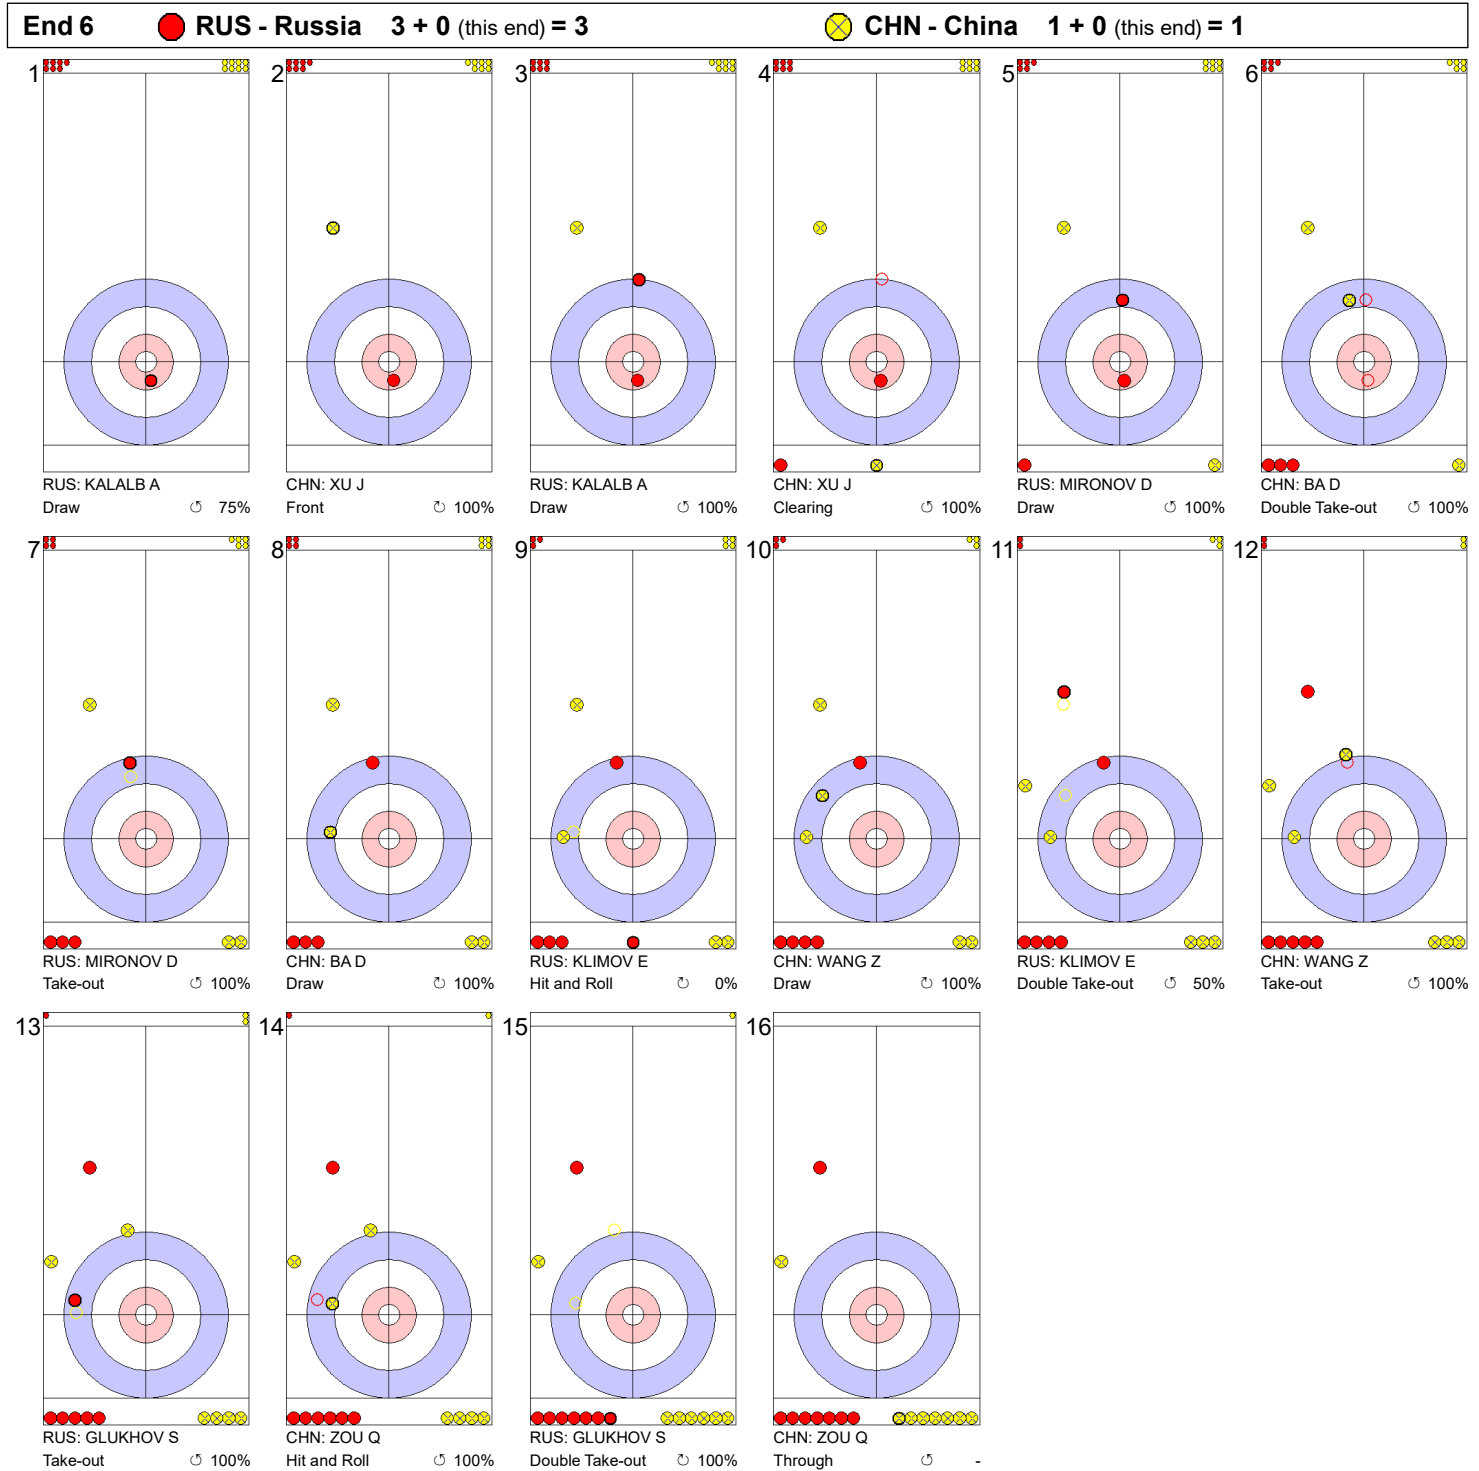 End 6 RUS - Russia 3 + 0 (this end) = 3 CHN - China 1 + 0 (this end) = 1
1 2 3 4 5 6
RUS: KALALB A CHN: XU J RUS: KALALB A CHN: XU J RUS: MIRONOV D CHN: BA D
Draw ↺ 75% Front ↻ 100% Draw ↺ 100% Clearing ↺ 100% Draw ↺ 100% Double Take-out ↺ 100%
7 8 9 10 11 12
RUS: MIRONOV D CHN: BA D RUS: KLIMOV E CHN: WANG Z RUS: KLIMOV E CHN: WANG Z
Take-out ↺ 100% Draw ↻ 100% Hit and Roll ↻ 0% Draw ↻ 100% Double Take-out ↺ 50% Take-out ↺ 100%
13 14 15 16
RUS: GLUKHOV S CHN: ZOU Q RUS: GLUKHOV S CHN: ZOU Q
Take-out ↺ 100% Hit and Roll ↺ 100% Double Take-out ↻ 100% Through ↺ -